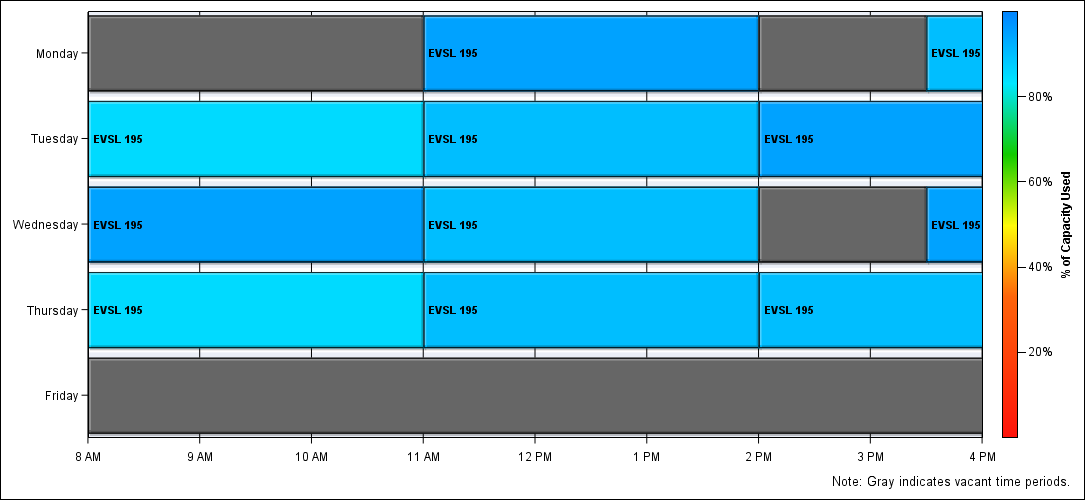 Monday
EVSL 195
EVSL 195
Tuesday
EVSL 195
EVSL 195
EVSL 195
Wednesday
EVSL 195
EVSL 195
EVSL 195
Thursday
EVSL 195
EVSL 195
EVSL 195
Friday
8 AM
9 AM
10 AM
11 AM
12 PM
1 PM
2 PM
3 PM
4 PM
80%
60%
40%
20%
% of Capacity Used
Note: Gray indicates vacant time periods.